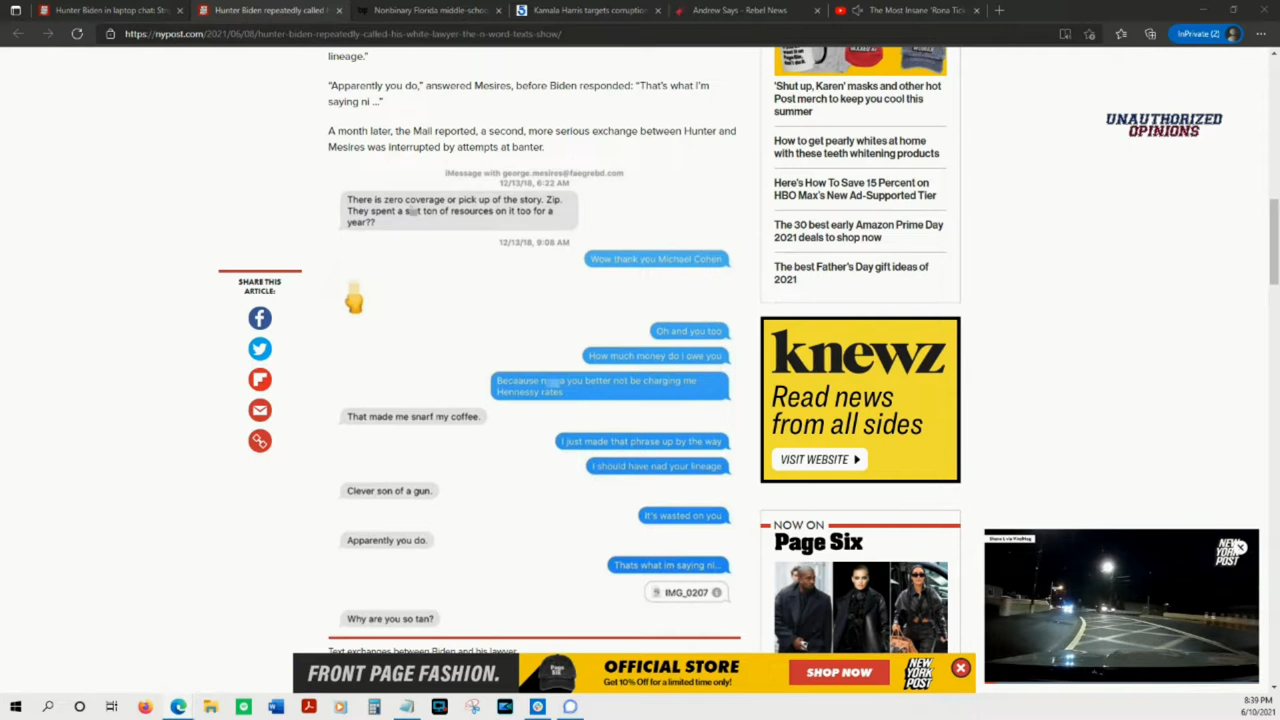 Hunter Biden in laptop chat: Str
Hunter Biden repeatedly called h
Nonbinary Florida middle-schoo
Kamala Harris targets corruption
Andrew Says - Rebel News
The Most Insane 'Rona Tick
https://nypost.com/2021/06/08/hunter-biden-repeatedly-called-his-white-lawyer-the-n-word-texts-show/
InPrivate (2)
lineage."
"Apparently you do," answered Mesires, before Biden responded: "That's what I'm
saying ni ..."
A month later, the Mail reported, a second, more serious exchange between Hunter and
Mesires was interrupted by attempts at banter.
iMessage with george.mesires@faegrebd.com
12/13/18, 6:22 AM
There is zero coverage or pick up of the story. Zip.
They spent a s t ton of resources on it too for a
year??
12/13/18, 9:08 AM
Wow thank you Michael Cohen
Oh and you too
How much money do i owe you
Becaause n a you better not be charging me
Hennessy rates
That made me snarf my coffee.
I just made that phrase up by the way
I should have nad your lineage
Clever son of a gun.
It's wasted on you
Apparently you do.
Thats what im saying ni...
IMG_0207
Why are you so tan?
Text exchanges between Biden and his lawyer
SHARE THIS
ARTICLE:
'Shut up, Karen' masks and other hot
Post merch to keep you cool this
summer
How to get pearly whites at home
with these teeth whitening products
Here's How To Save 15 Percent on
HBO Max's New Ad-Supported Tier
The 30 best early Amazon Prime Day
2021 deals to shop now
The best Father's Day gift ideas of
2021
knewz
Read news
from all sides
VISIT WEBSITE
NOW ON
Page Six
UNAUTHORIZED
OPINIONS
NEW
YORK
POST
FRONT PAGE FASHION.
Page
Six
OFFICIAL STORE
Get 10% Off for a limited time only!
SHOP NOW
NEW
YORK
POST
8:39 PM
6/10/2021